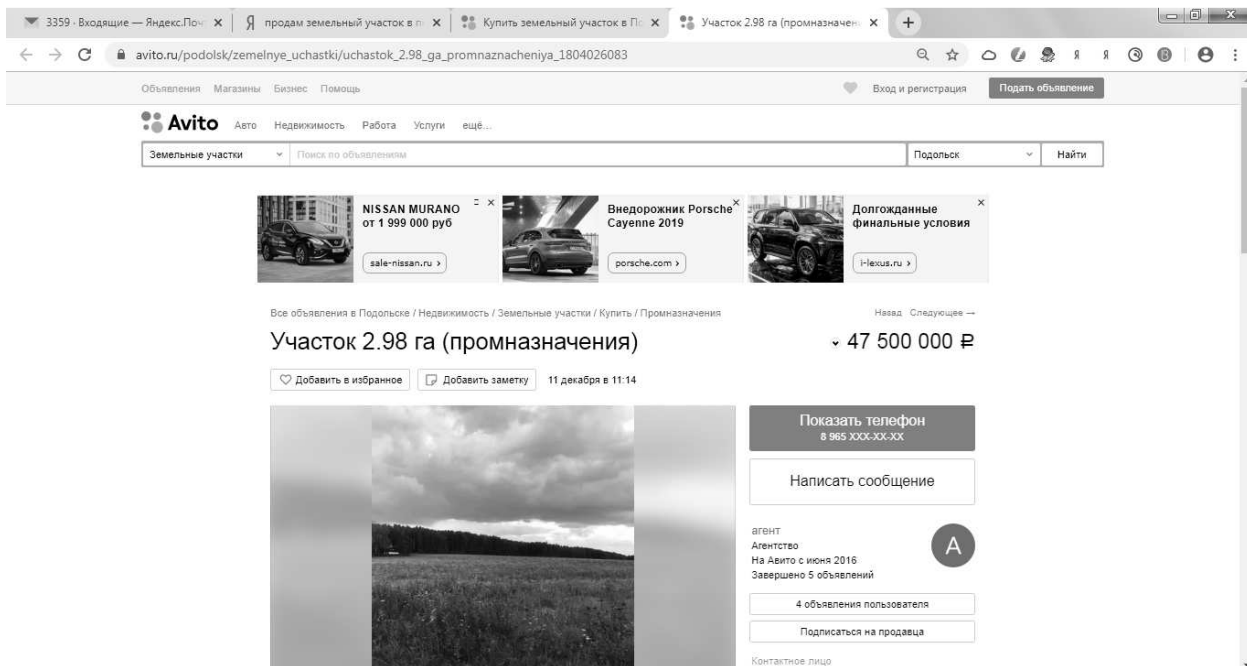 3359 · Входящие — Яндекс.Поч
продам земельный участок в п
Купить земельный участок в По
Участок 2.98 га (промназначен
avito.ru/podolsk/zemelnye_uchastki/uchastok_2.98_ga_promnaznacheniya_1804026083
Объявления Магазины Бизнес Помощь
Вход и регистрация
Подать объявление
Avito Авто Недвижимость Работа Услуги ещё...
Земельные участки
Поиск по объявлениям
Подольск
Найти
NISSAN MURANO
от 1 999 000 руб
sale-nissan.ru >
Внедорожник Porsche
Cayenne 2019
porsche.com >
Долгожданные
финальные условия
i-lexus.ru >
Все объявления в Подольске / Недвижимость / Земельные участки / Купить / Промназначения
Назад Следующее →
Участок 2.98 га (промназначения)
47 500 000 ₽
Добавить в избранное
Добавить заметку
11 декабря в 11:14
Показать телефон
8 965 XXX-XX-XX
Написать сообщение
агент
Агентство
На Авито с июня 2016
Завершено 5 объявлений
А
4 объявления пользователя
Подписаться на продавца
Контактное лицо